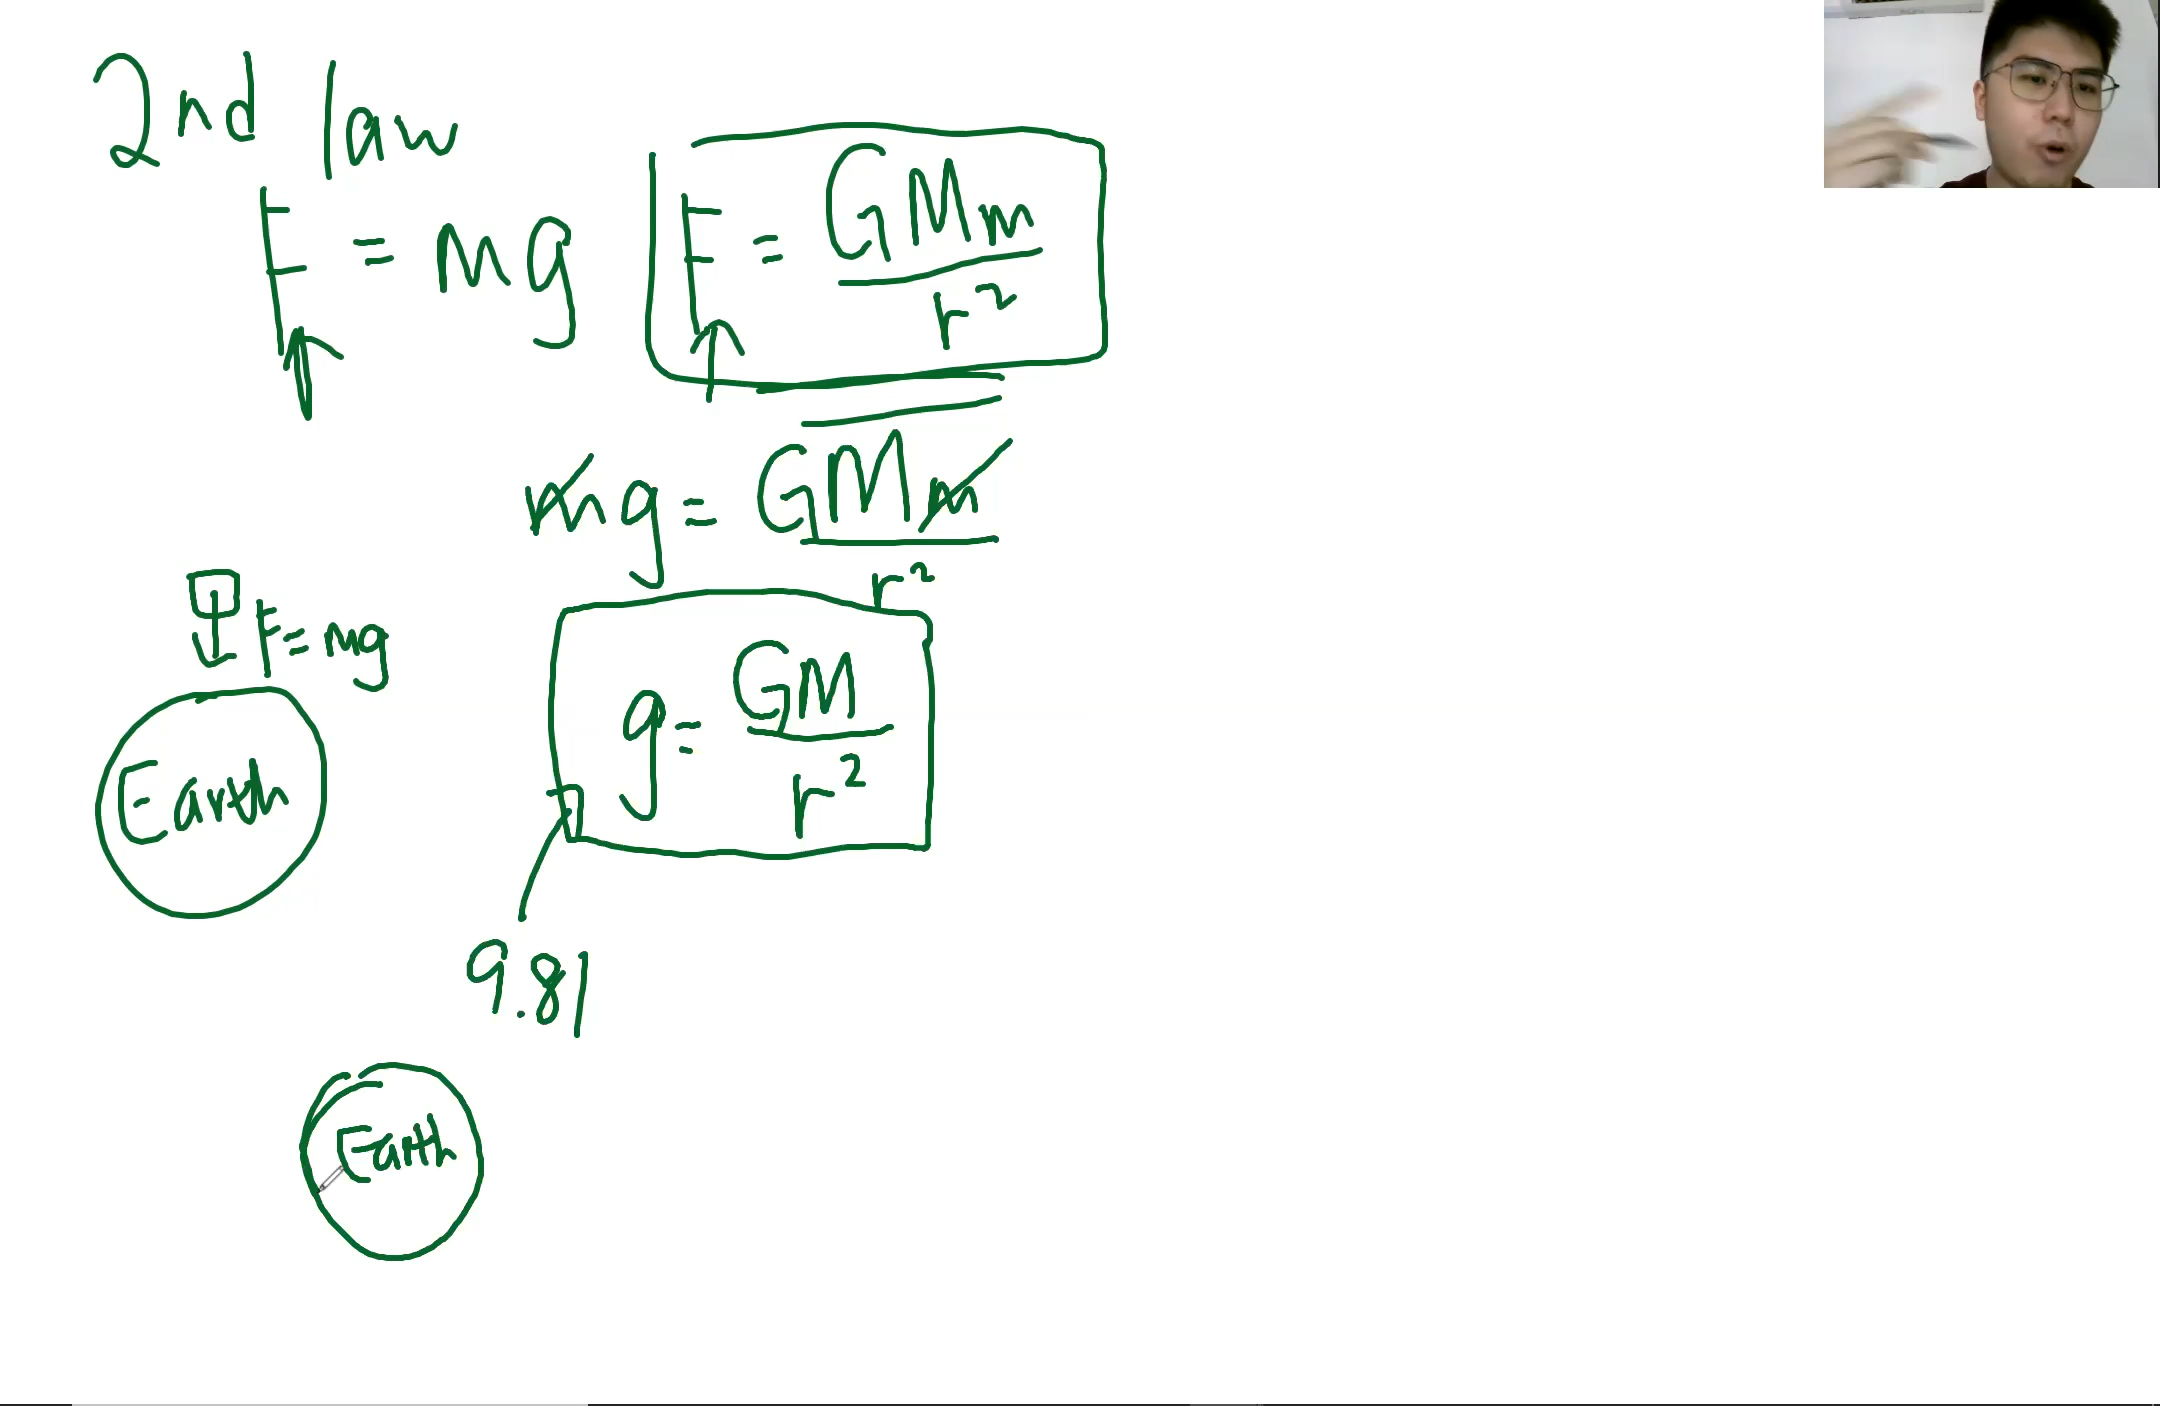 2nd law
F = mg
F = GMm / r²
mg = GMm / r²
F = mg
Earth
g = GM / r²
9.81
Earth